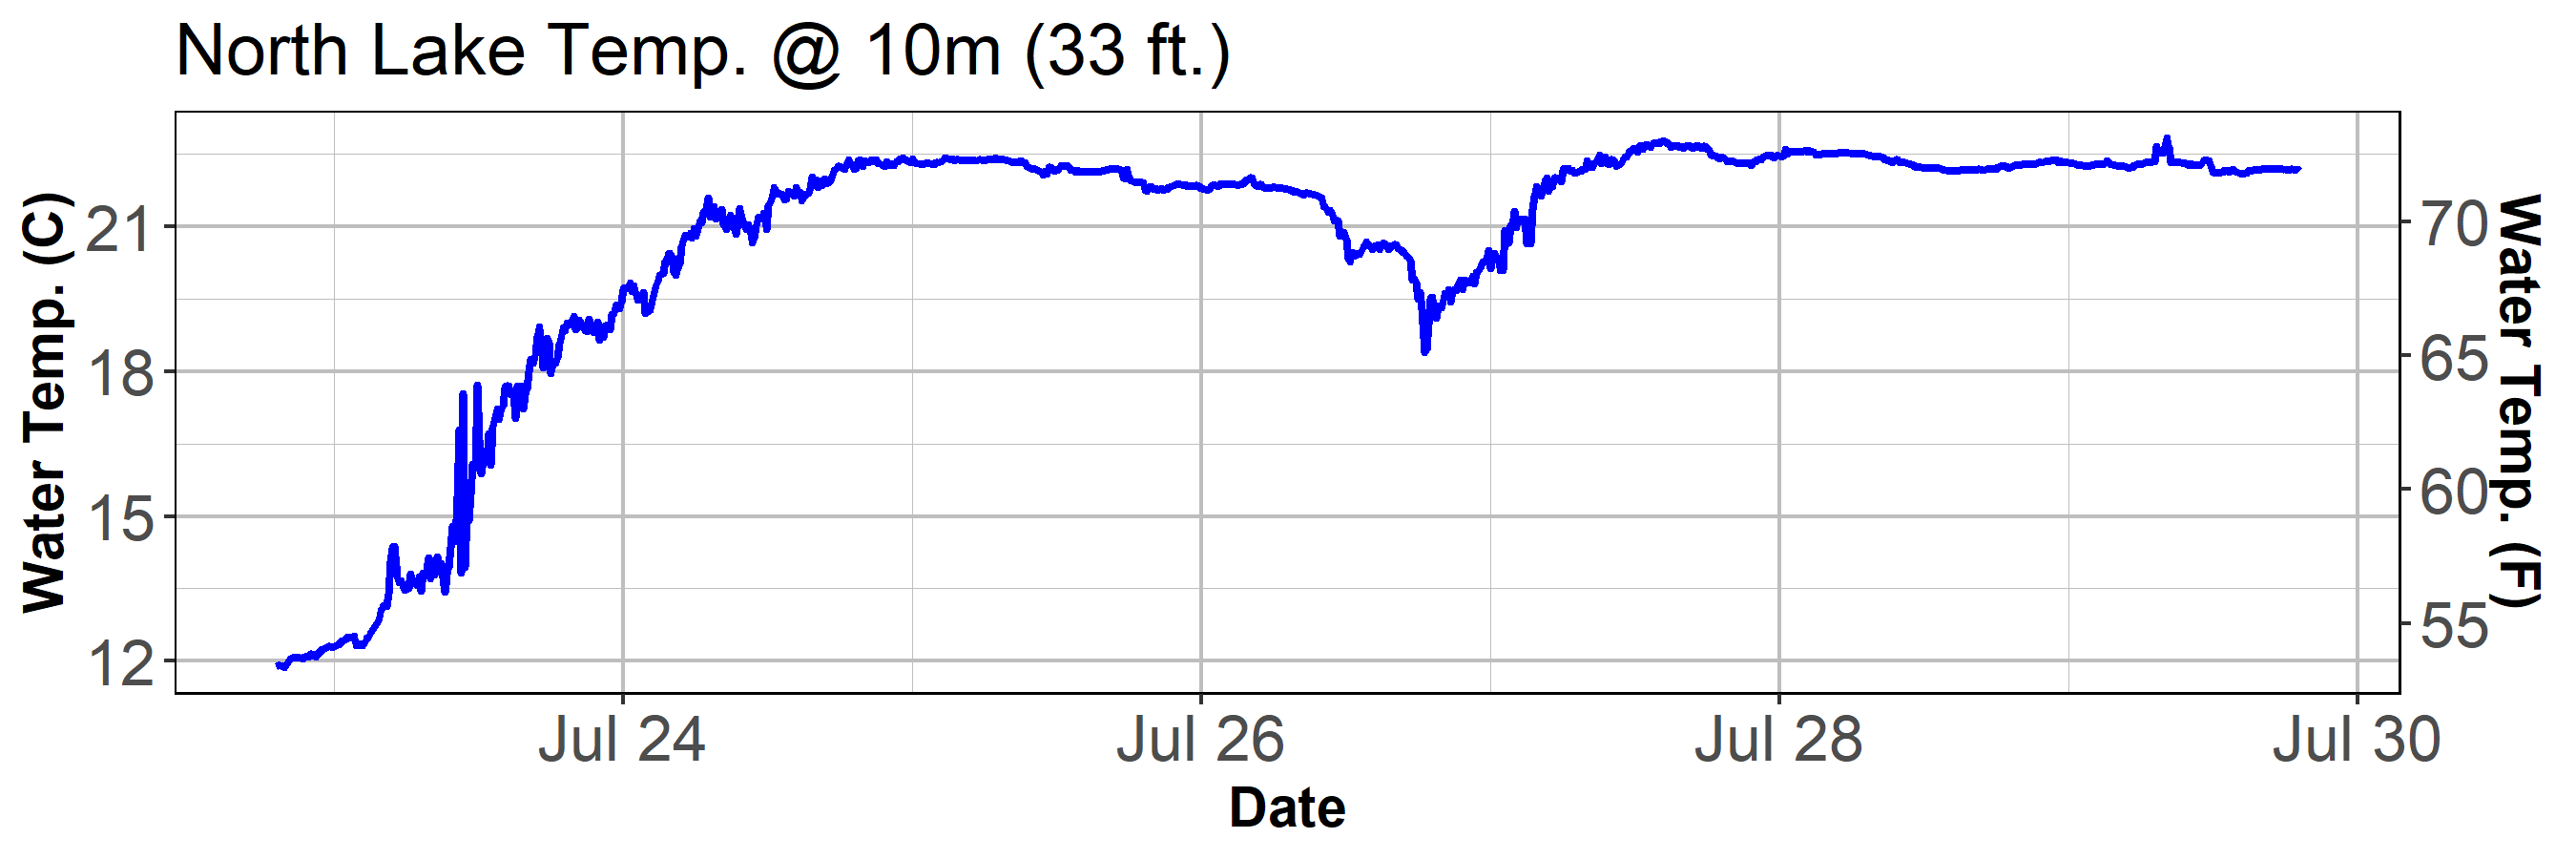 North Lake Temp. @ 10m (33 ft.)
Water Temp. (C)
21
18
15
12
70
65
60
55
Water Temp. (F)
Jul 24
Jul 26
Jul 28
Jul 30
Date